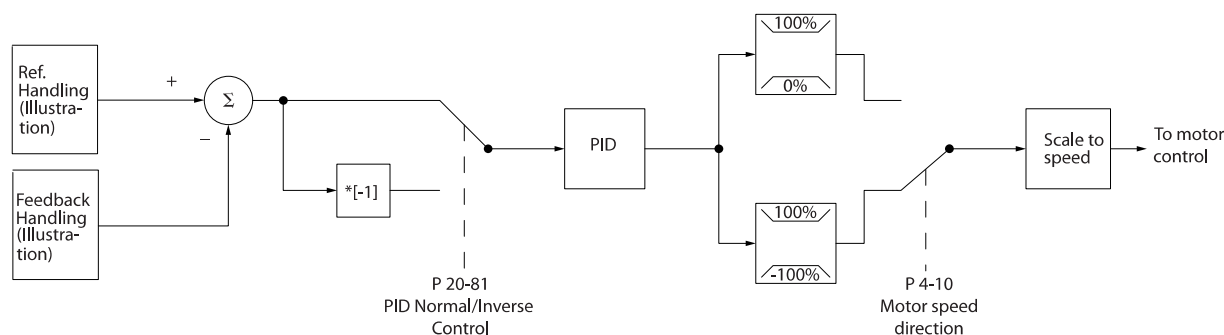 Ref.
Handling
(Illustra-
tion)
+
Σ
_
Feedback
Handling
(Illustra-
tion)
*[-1]
P 20-81
PID Normal/Inverse
Control
PID
100%
0%
100%
-100%
P 4-10
Motor speed
direction
Scale to
speed
To motor
control